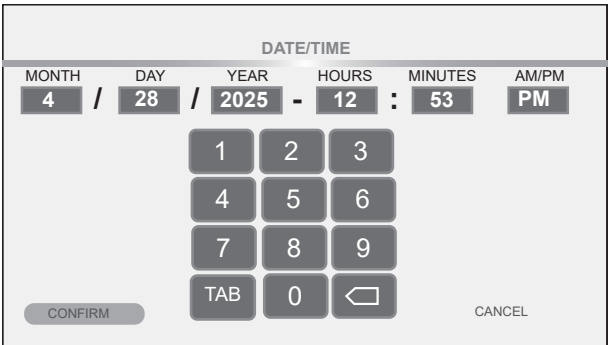 DATE/TIME
MONTH DAY YEAR HOURS MINUTES AM/PM
4 / 28 / 2025 - 12 : 53 PM
1 2 3
4 5 6
7 8 9
TAB 0
CONFIRM CANCEL